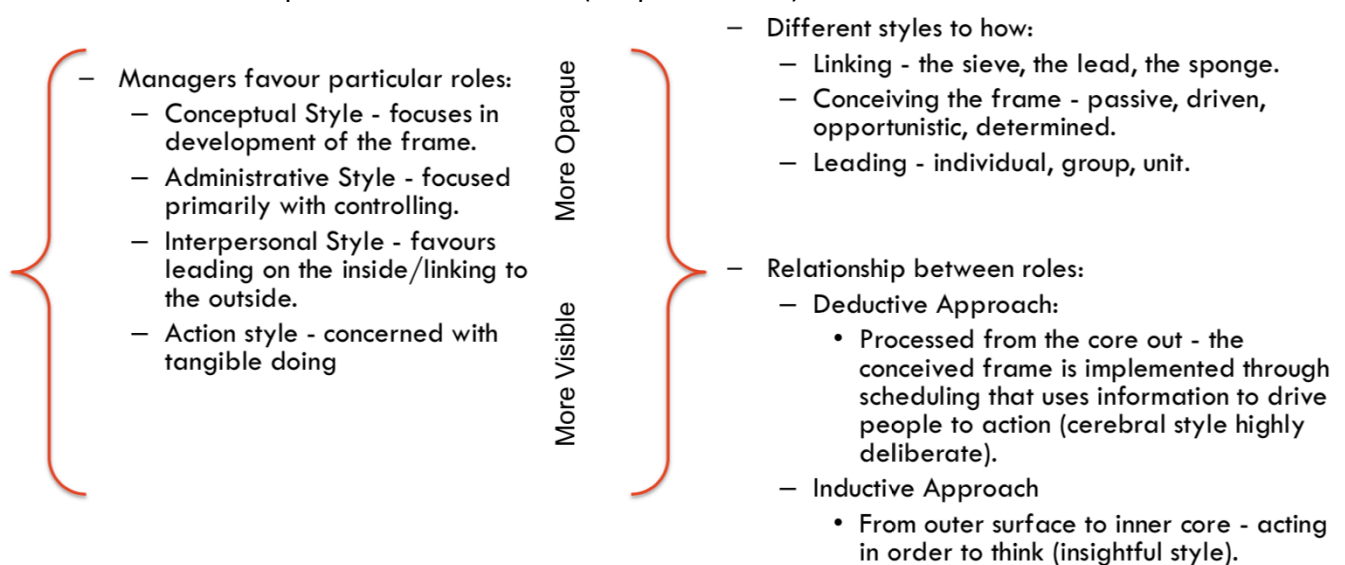 – Managers favour particular roles:
– Conceptual Style - focuses in
development of the frame.
– Administrative Style - focused
primarily with controlling.
– Interpersonal Style - favours
leading on the inside/linking to
the outside.
– Action style - concerned with
tangible doing
More Opaque
More Visible
– Different styles to how:
– Linking - the sieve, the lead, the sponge.
– Conceiving the frame - passive, driven,
opportunistic, determined.
– Leading - individual, group, unit.
– Relationship between roles:
– Deductive Approach:
• Processed from the core out - the
conceived frame is implemented through
scheduling that uses information to drive
people to action (cerebral style highly
deliberate).
– Inductive Approach
• From outer surface to inner core - acting
in order to think (insightful style).